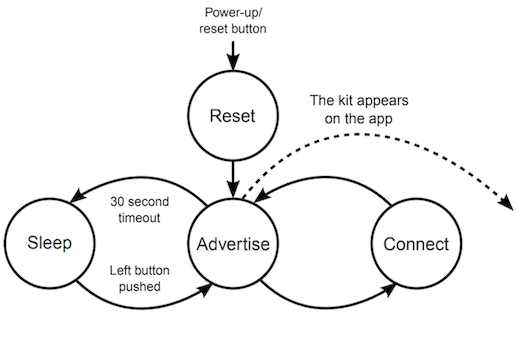 Power-up/
reset button
Reset
The kit appears
on the app
30 second
timeout
Sleep
Advertise
Connect
Left button
pushed